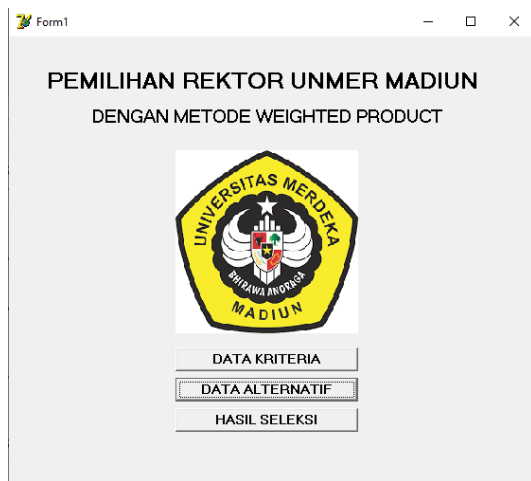 Form1
PEMILIHAN REKTOR UNMER MADIUN
DENGAN METODE WEIGHTED PRODUCT
UNIVERSITAS MERDEKA
BHIRAWA ANORAGA
MADIUN
DATA KRITERIA
DATA ALTERNATIF
HASIL SELEKSI